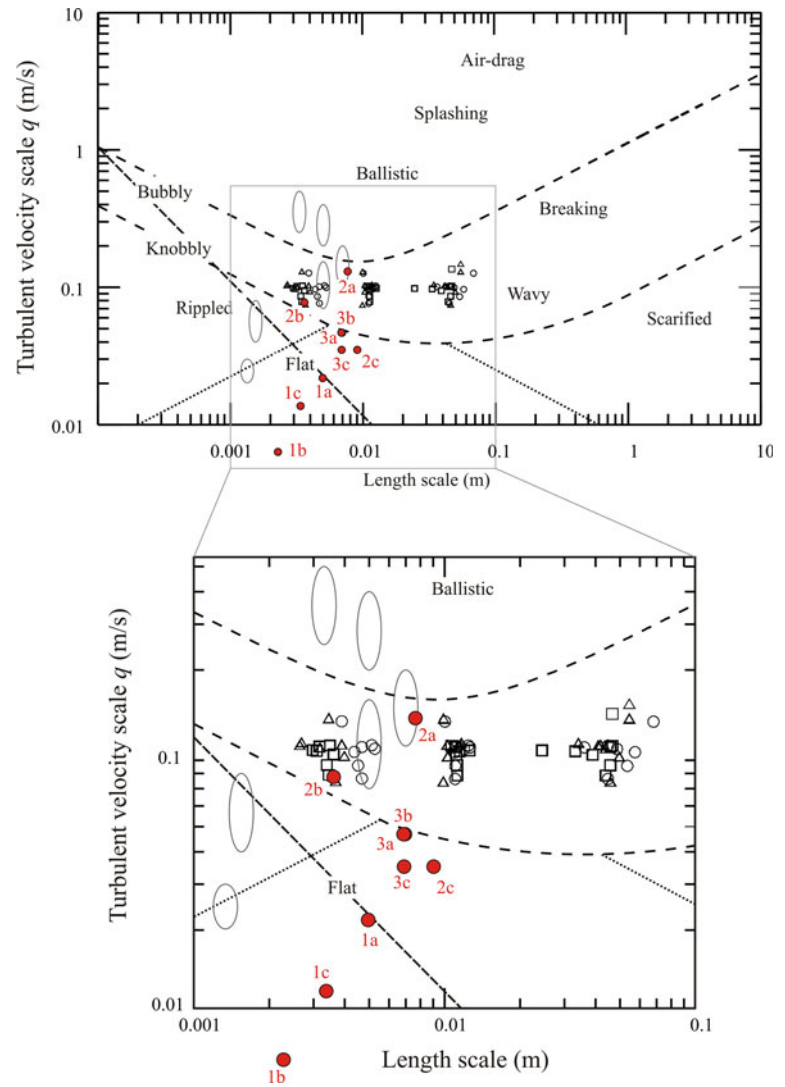 Air-drag
Splashing
Ballistic
Bubbly
Breaking
Knobbly
Wavy
Rippled
Scarified
Flat
2a
2b
3b
3a
3c
2c
1c
1a
1b
10
1
0.1
0.01
0.001
0.01
0.1
1
10
Turbulent velocity scale q (m/s)
Length scale (m)
Ballistic
2a
2b
3b
3a
3c
2c
Flat
1a
1c
1b
0.1
0.01
0.001
0.01
0.1
Turbulent velocity scale q (m/s)
Length scale (m)